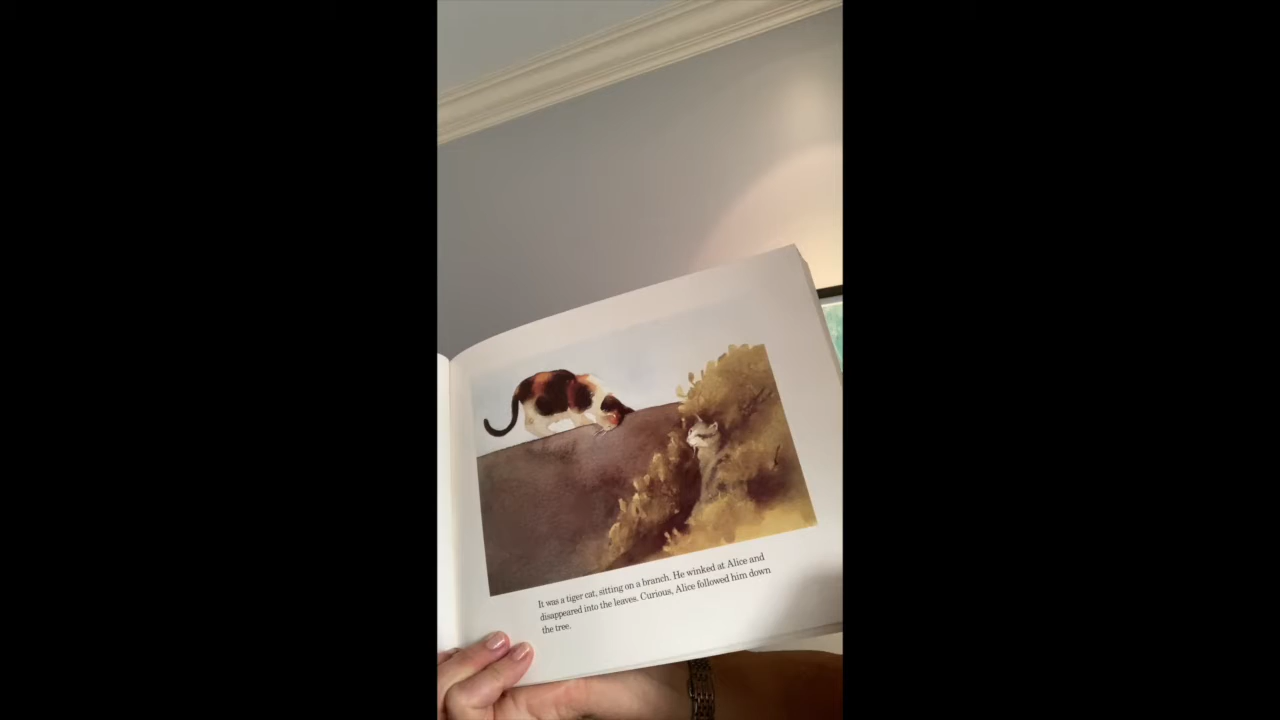 It was a tiger cat, sitting on a branch. He winked at Alice and
disappeared into the leaves. Curious, Alice followed him down
the tree.